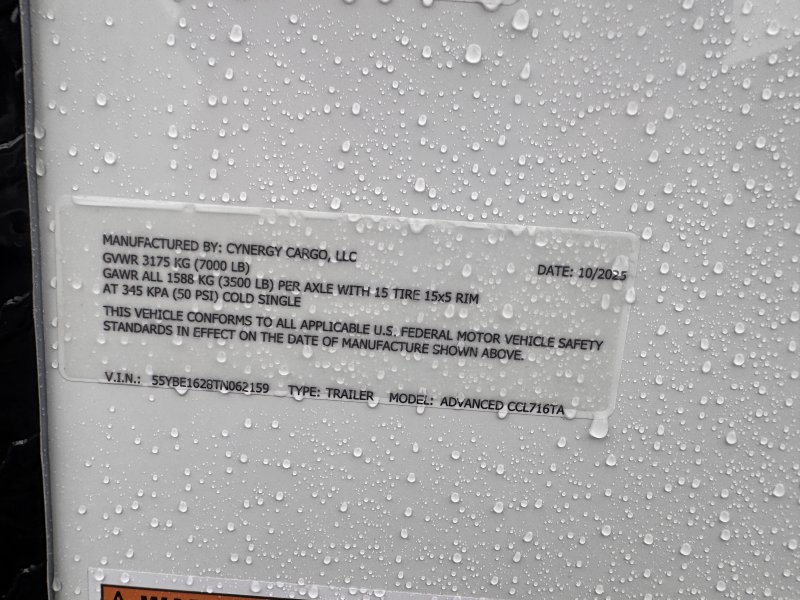 MANUFACTURED BY: CYNERGY CARGO, LLC
GVWR 3175 KG (7000 LB)
DATE: 10/2025
GAWR ALL 1588 KG (3500 LB) PER AXLE WITH 15 TIRE 15x5 RIM
AT 345 KPA (50 PSI) COLD SINGLE
THIS VEHICLE CONFORMS TO ALL APPLICABLE U.S. FEDERAL MOTOR VEHICLE SAFETY
STANDARDS IN EFFECT ON THE DATE OF MANUFACTURE SHOWN ABOVE.
V.I.N.: 55YBE1628TN062159 TYPE: TRAILER MODEL: ADVANCED CCL716TA